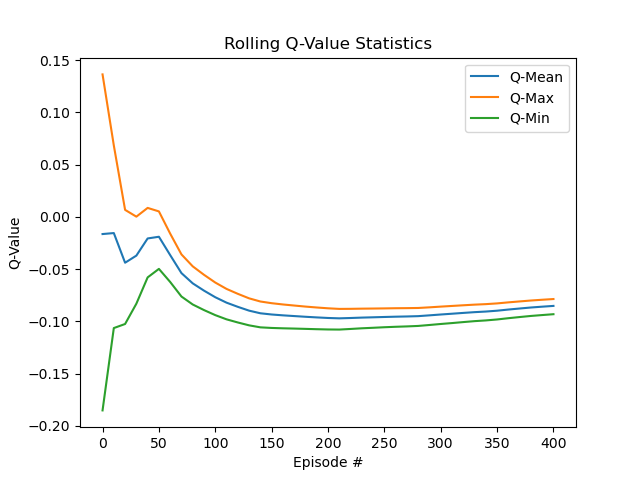 Rolling Q-Value Statistics
0.15
0.10
0.05
0.00
−0.05
−0.10
−0.15
−0.20
Q-Value
Q-Mean
Q-Max
Q-Min
0 50 100 150 200 250 300 350 400
Episode #